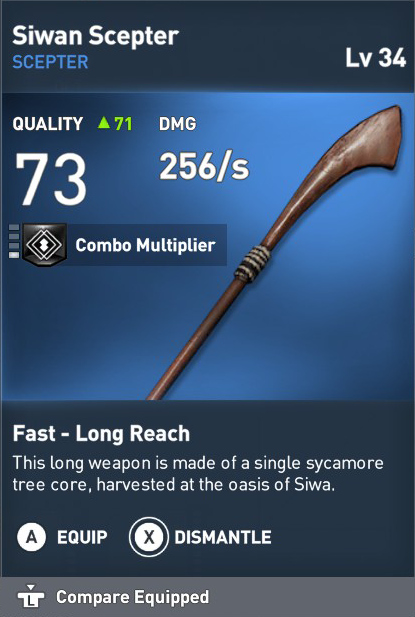 Siwan Scepter
SCEPTER
Lv 34
QUALITY ▲71 DMG
73 256/s
Combo Multiplier
Fast - Long Reach
This long weapon is made of a single sycamore
tree core, harvested at the oasis of Siwa.
A EQUIP X DISMANTLE
L Compare Equipped